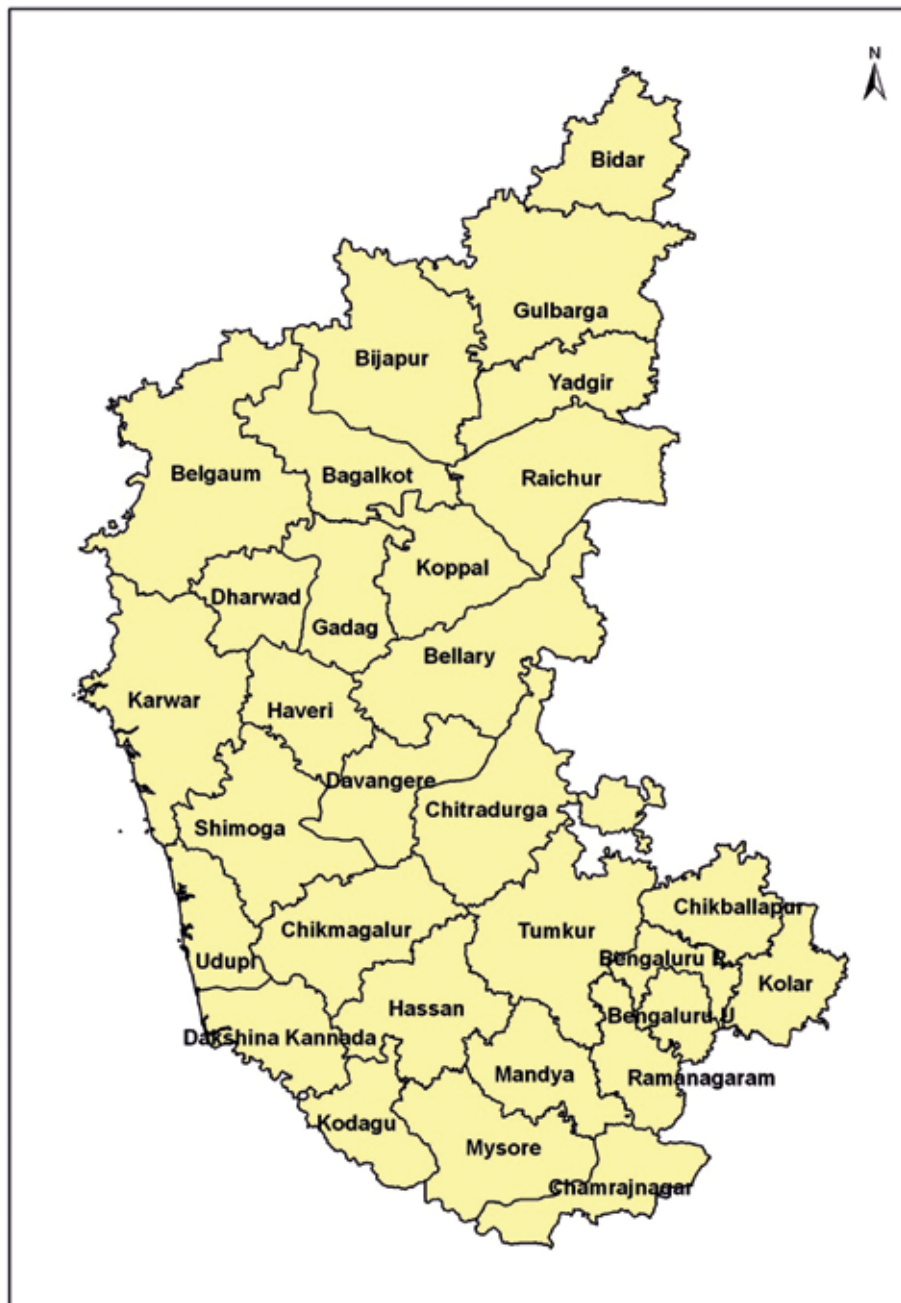 N
Bidar
Gulbarga
Bijapur
Yadgir
Belgaum
Bagalkot
Raichur
Koppal
Dharwad
Gadag
Bellary
Karwar
Haveri
Davangere
Chitradurga
Shimoga
Chikballapur
Chikmagalur
Tumkur
Udupi
Bengaluru R
Kolar
Hassan
Bengaluru U
Dakshina Kannada
Mandya
Ramanagaram
Kodagu
Mysore
Chamrajnagar